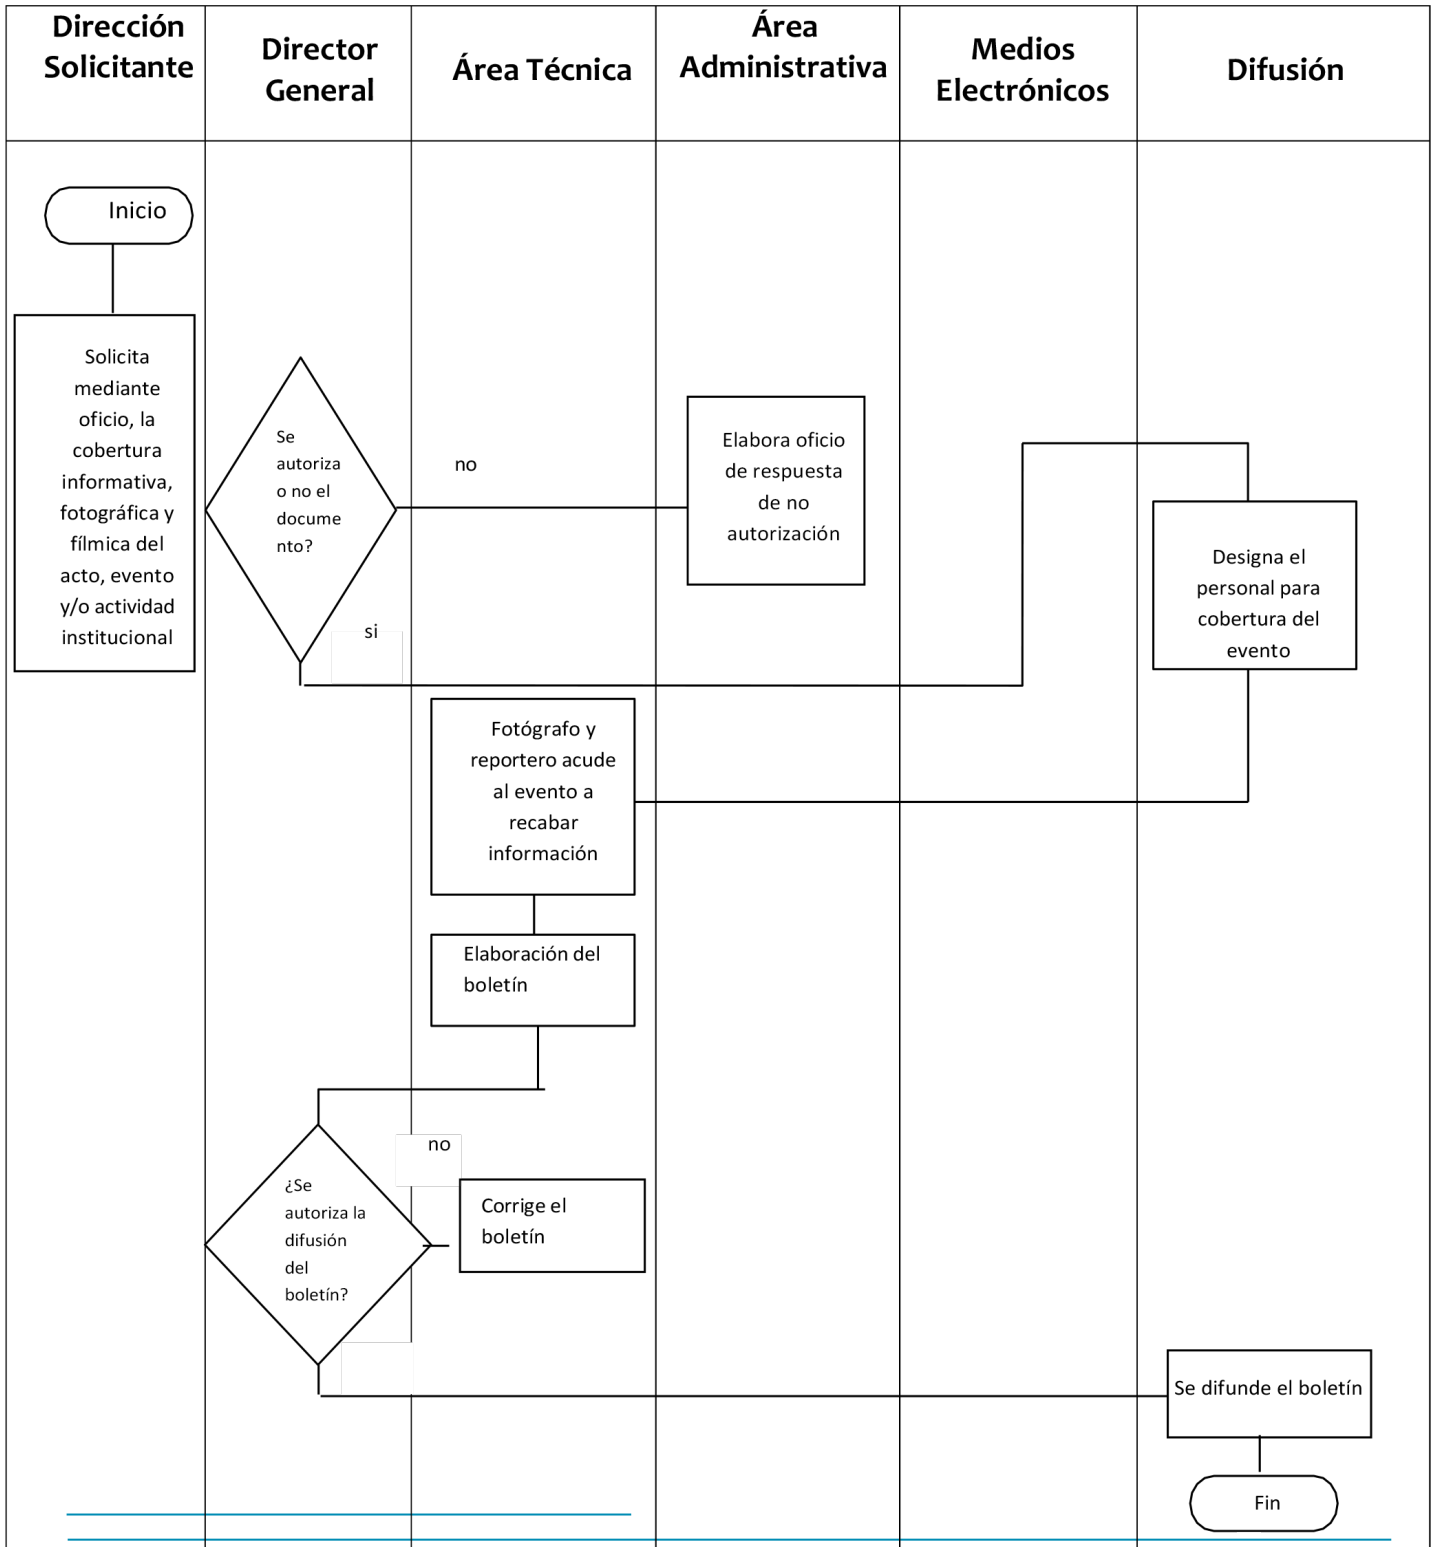 Dirección
Solicitante
Director
General
Área Técnica
Área
Administrativa
Medios
Electrónicos
Difusión
Inicio
Solicita
mediante
oficio, la
cobertura
informativa,
fotográfica y
fílmica del
acto, evento
y/o actividad
institucional
Se
autoriza
o no el
docume
nto?
no
Elabora oficio
de respuesta
de no
autorización
si
Designa el
personal para
cobertura del
evento
Fotógrafo y
reportero acude
al evento a
recabar
información
Elaboración del
boletín
¿Se
autoriza la
difusión
del
boletín?
no
Corrige el
boletín
Se difunde el boletín
Fin